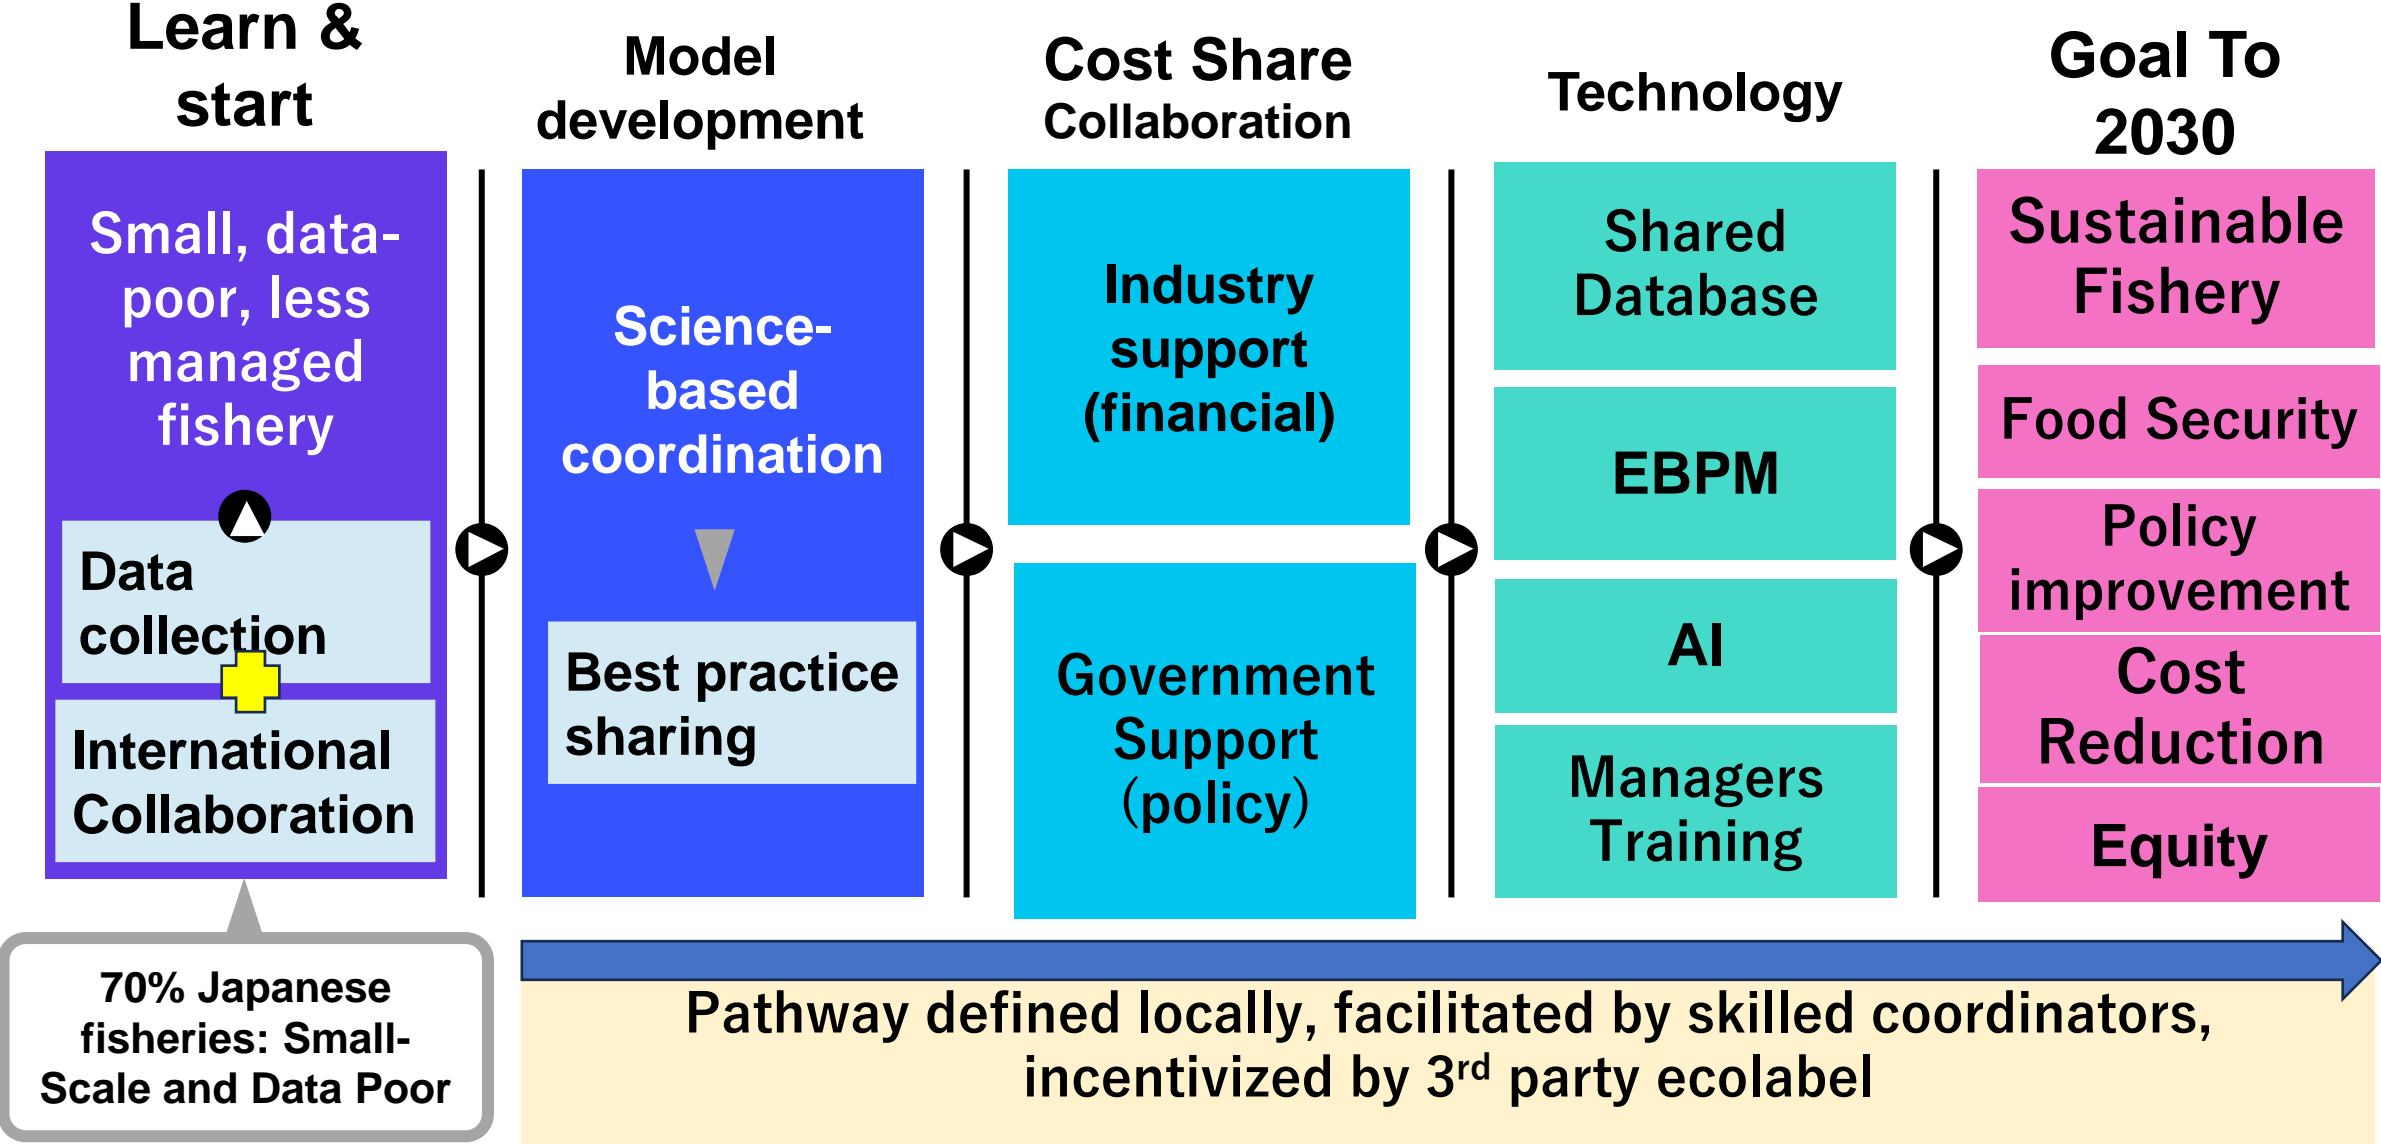 Learn &
start
Small, data-
poor, less
managed
fishery
Data
collection
International
Collaboration
70% Japanese
fisheries: Small-
Scale and Data Poor
Model
development
Science-
based
coordination
Best practice
sharing
Cost Share
Collaboration
Industry
support
(financial)
Government
Support
(policy)
Technology
Shared
Database
EBPM
AI
Managers
Training
Goal To
2030
Sustainable
Fishery
Food Security
Policy
improvement
Cost
Reduction
Equity
Pathway defined locally, facilitated by skilled coordinators,
incentivized by 3rd party ecolabel